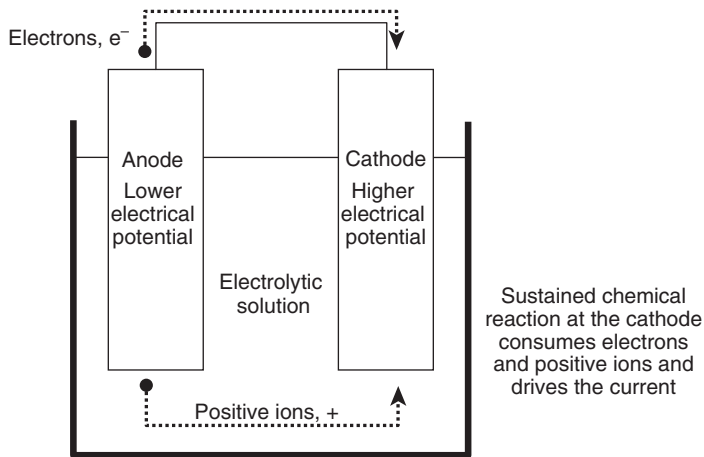 Electrons, e⁻
Anode
Lower
electrical
potential
Cathode
Higher
electrical
potential
Electrolytic
solution
Sustained chemical
reaction at the cathode
consumes electrons
and positive ions and
drives the current
Positive ions, +